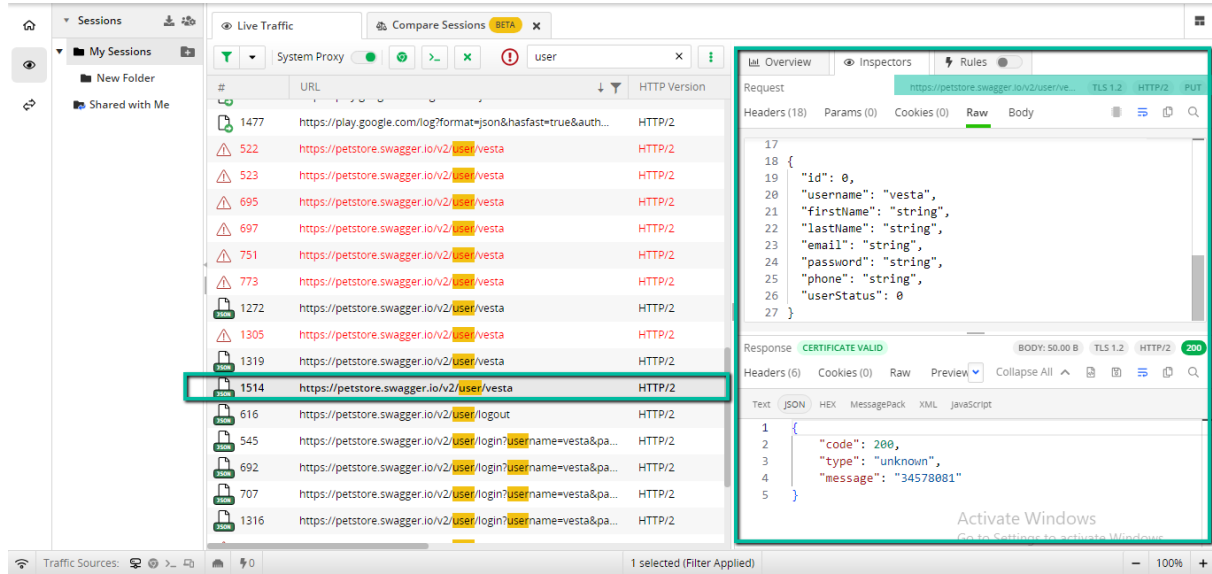 Sessions
My Sessions
New Folder
Shared with Me
Live Traffic
Compare Sessions BETA
System Proxy
user
# URL HTTP Version
1477 https://play.google.com/log?format=json&hasfast=true&auth... HTTP/2
522 https://petstore.swagger.io/v2/user/vesta HTTP/2
523 https://petstore.swagger.io/v2/user/vesta HTTP/2
695 https://petstore.swagger.io/v2/user/vesta HTTP/2
697 https://petstore.swagger.io/v2/user/vesta HTTP/2
751 https://petstore.swagger.io/v2/user/vesta HTTP/2
773 https://petstore.swagger.io/v2/user/vesta HTTP/2
JSON 1272 https://petstore.swagger.io/v2/user/vesta HTTP/2
1305 https://petstore.swagger.io/v2/user/vesta HTTP/2
JSON 1319 https://petstore.swagger.io/v2/user/vesta HTTP/2
JSON 1514 https://petstore.swagger.io/v2/user/vesta HTTP/2
JSON 616 https://petstore.swagger.io/v2/user/logout HTTP/2
JSON 545 https://petstore.swagger.io/v2/user/login?username=vesta&pa... HTTP/2
JSON 692 https://petstore.swagger.io/v2/user/login?username=vesta&pa... HTTP/2
JSON 707 https://petstore.swagger.io/v2/user/login?username=vesta&pa... HTTP/2
JSON 1316 https://petstore.swagger.io/v2/user/login?username=vesta&pa... HTTP/2
Overview Inspectors Rules
Request https://petstore.swagger.io/v2/user/ve... TLS 1.2 HTTP/2 PUT
Headers (18) Params (0) Cookies (0) Raw Body
17
18 {
19 "id": 0,
20 "username": "vesta",
21 "firstName": "string",
22 "lastName": "string",
23 "email": "string",
24 "password": "string",
25 "phone": "string",
26 "userStatus": 0
27 }
Response CERTIFICATE VALID BODY: 50.00 B TLS 1.2 HTTP/2 200
Headers (6) Cookies (0) Raw Preview Collapse All
Text JSON HEX MessagePack XML JavaScript
1 {
2 "code": 200,
3 "type": "unknown",
4 "message": "34578081"
5 }
Activate Windows
Go to Settings to activate Windows.
Traffic Sources: 0 1 selected (Filter Applied) − 100% +